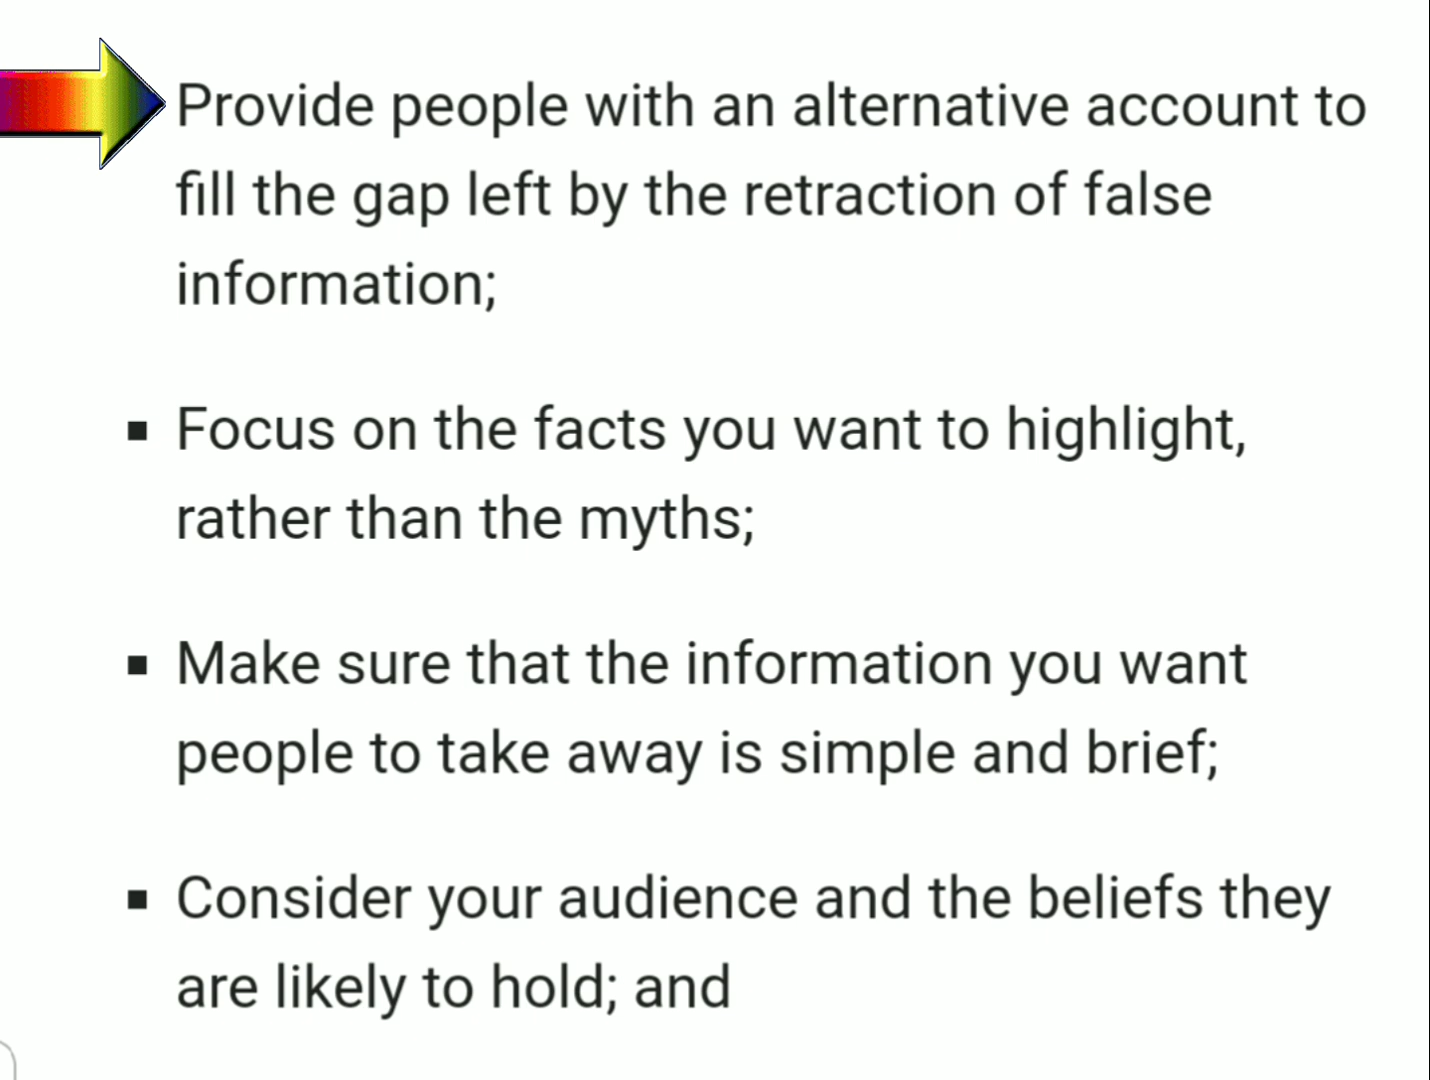 Provide people with an alternative account to
fill the gap left by the retraction of false
information;
▪ Focus on the facts you want to highlight,
rather than the myths;
▪ Make sure that the information you want
people to take away is simple and brief;
▪ Consider your audience and the beliefs they
are likely to hold; and